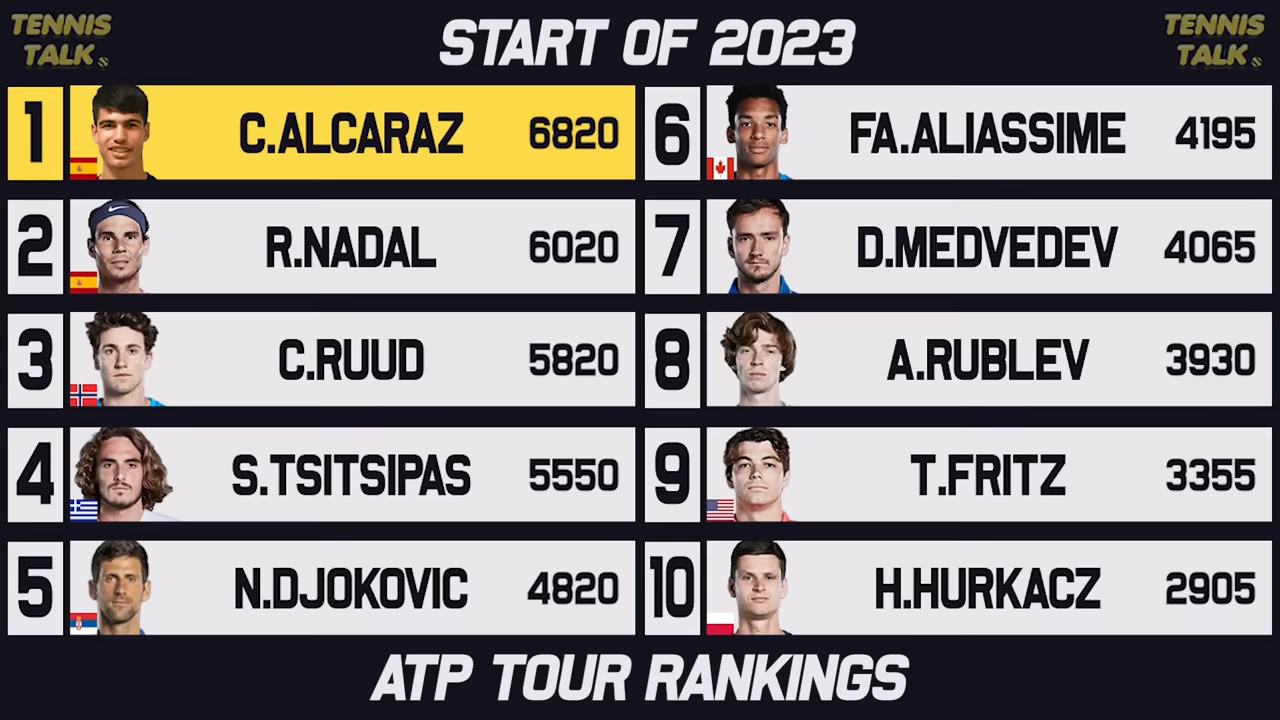 TENNIS
TALK.
START OF 2023
TENNIS
TALK.
1 C.ALCARAZ 6820
2 R.NADAL 6020
3 C.RUUD 5820
4 S.TSITSIPAS 5550
5 N.DJOKOVIC 4820
6 FA.ALIASSIME 4195
7 D.MEDVEDEV 4065
8 A.RUBLEV 3930
9 T.FRITZ 3355
10 H.HURKACZ 2905
ATP TOUR RANKINGS